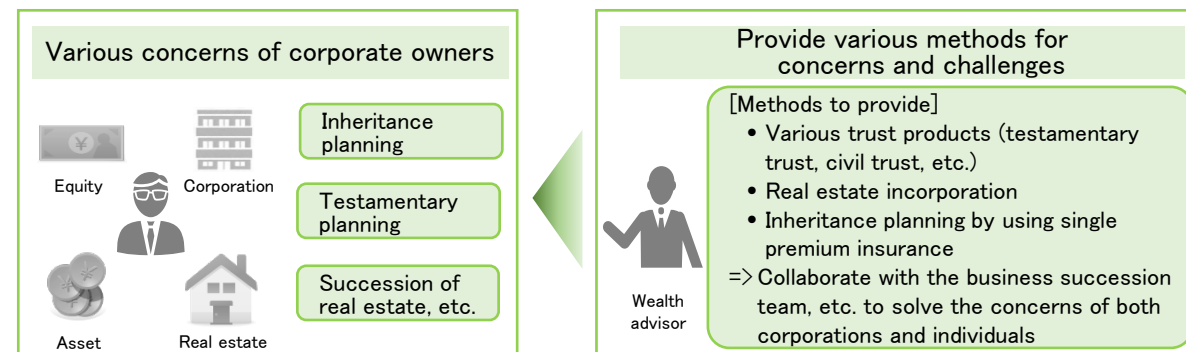 Various concerns of corporate owners
¥
Equity
Corporation
¥
¥
Asset
Real estate
Inheritance
planning
Testamentary
planning
Succession of
real estate, etc.
Provide various methods for
concerns and challenges
Wealth
advisor
[Methods to provide]
• Various trust products (testamentary
trust, civil trust, etc.)
• Real estate incorporation
• Inheritance planning by using single
premium insurance
=> Collaborate with the business succession
team, etc. to solve the concerns of both
corporations and individuals